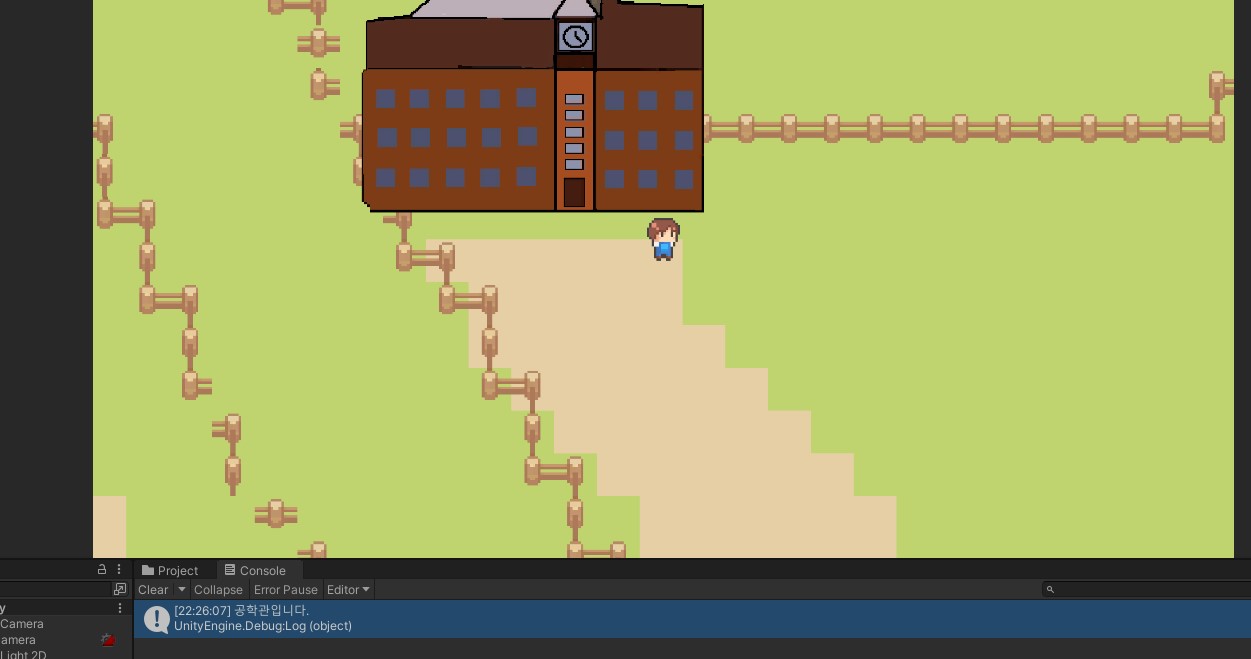 Project
Console
Clear
Collapse
Error Pause
Editor
[22:26:07] 공학관입니다.
UnityEngine.Debug:Log (object)
y
Camera
amera
Light 2D